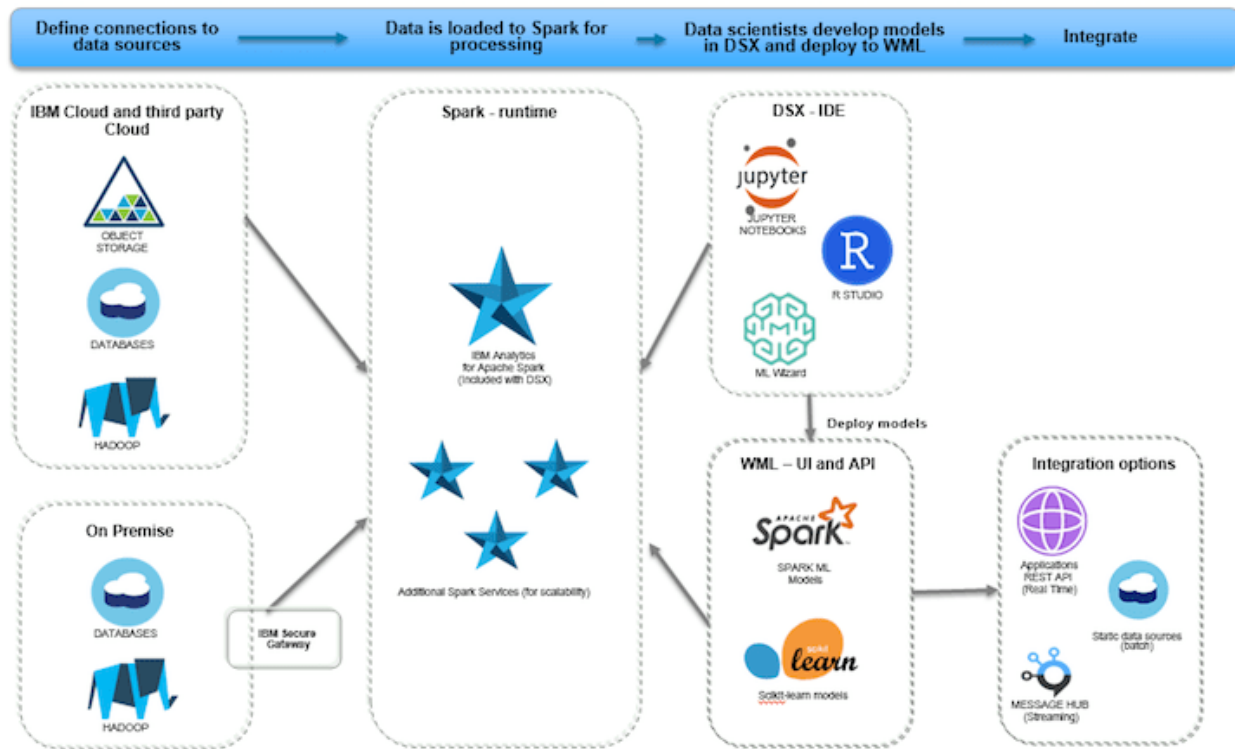 Define connections to
data sources
Data is loaded to Spark for
processing
Data scientists develop models
in DSX and deploy to WML
Integrate
IBM Cloud and third party
Cloud
OBJECT
STORAGE
DATABASES
HADOOP
On Premise
DATABASES
HADOOP
IBM Secure
Gateway
Spark - runtime
IBM Analytics
for Apache Spark
(Included with DSX)
Additional Spark Services (for scalability)
DSX - IDE
jupyter
JUPYTER
NOTEBOOKS
R
R STUDIO
ML Wizard
Deploy models
WML – UI and API
APACHE
Spark™
SPARK ML
Models
scikit
learn
Scikit-learn models
Integration options
Applications
REST API
(Real Time)
Static data sources
(batch)
MESSAGE HUB
(Streaming)